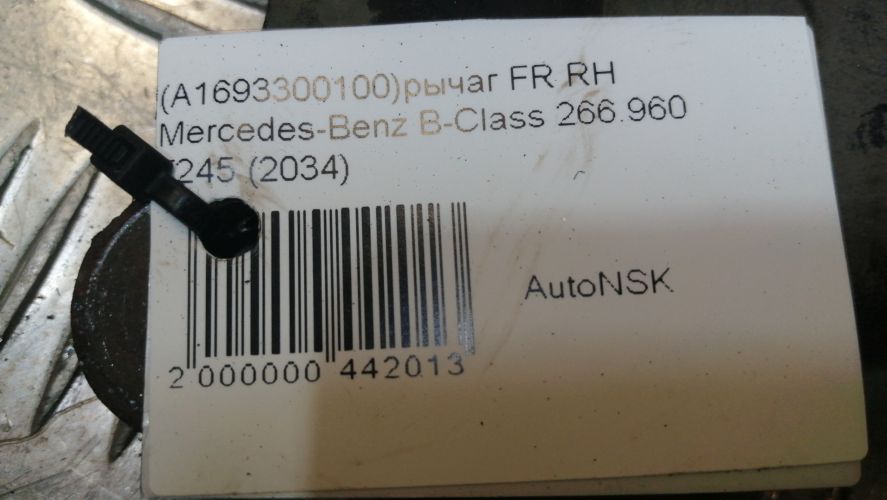 (A1693300100)рычаг FR RH
Mercedes-Benz B-Class 266.960
245 (2034)
AutoNSK
2 000000 442013